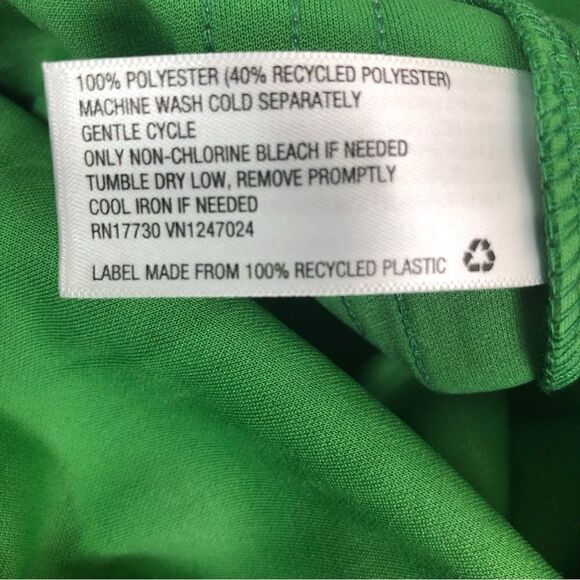 100% POLYESTER (40% RECYCLED POLYESTER)
MACHINE WASH COLD SEPARATELY
GENTLE CYCLE
ONLY NON-CHLORINE BLEACH IF NEEDED
TUMBLE DRY LOW, REMOVE PROMPTLY
COOL IRON IF NEEDED
RN17730 VN1247024
LABEL MADE FROM 100% RECYCLED PLASTIC